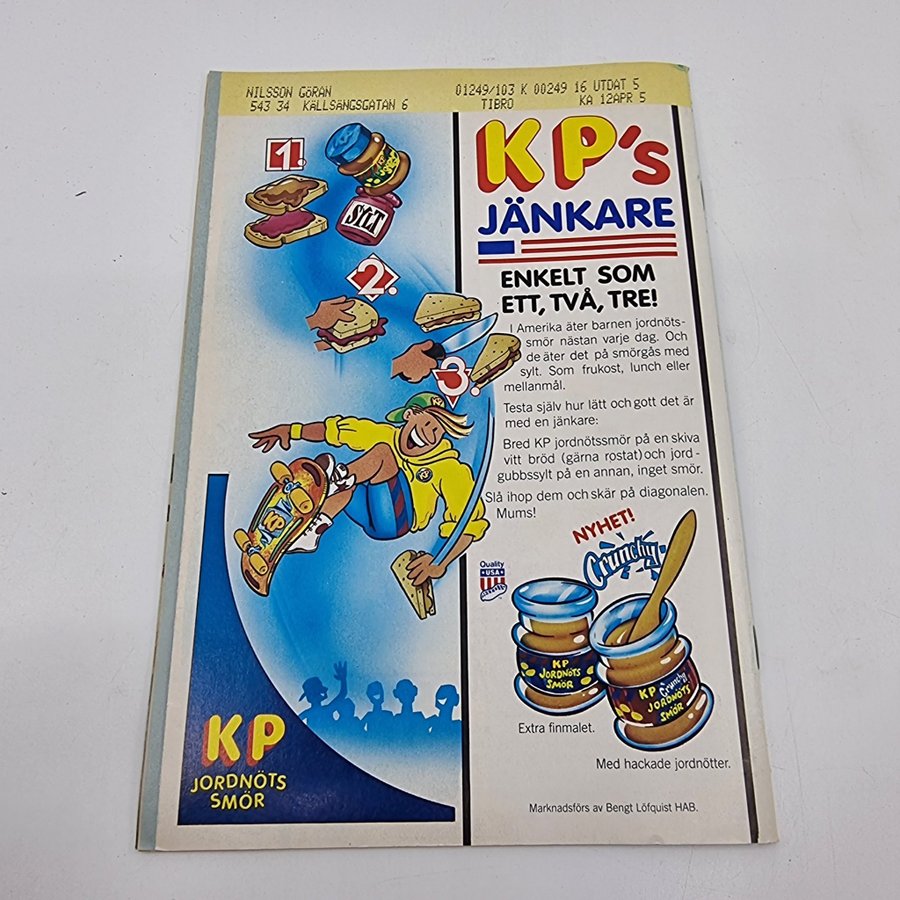 NILSSON GÖRAN 01249/103 K 00249 16 UTDAT 5
543 34 KÄLLSÄNGSGATAN 6 TIBRO KA 12APR 5
1.
SYLT
2.
3.
KP
JORDNÖTS
SMÖR
KP's
JÄNKARE
ENKELT SOM
ETT, TVÅ, TRE!
I Amerika äter barnen jordnöts-
smör nästan varje dag. Och
de äter det på smörgås med
sylt. Som frukost, lunch eller
mellanmål.
Testa själv hur lätt och gott det är
med en jänkare:
Bred KP jordnötssmör på en skiva
vitt bröd (gärna rostat) och jord-
gubbssylt på en annan, inget smör.
Slå ihop dem och skär på diagonalen.
Mums!
NYHET!
Crunchy
Quality
USA
KP
JORDNÖTS
SMÖR
KP Crunchy
JORDNÖTS
SMÖR
Extra finmalet.
Med hackade jordnötter.
Marknadsförs av Bengt Löfquist HAB.